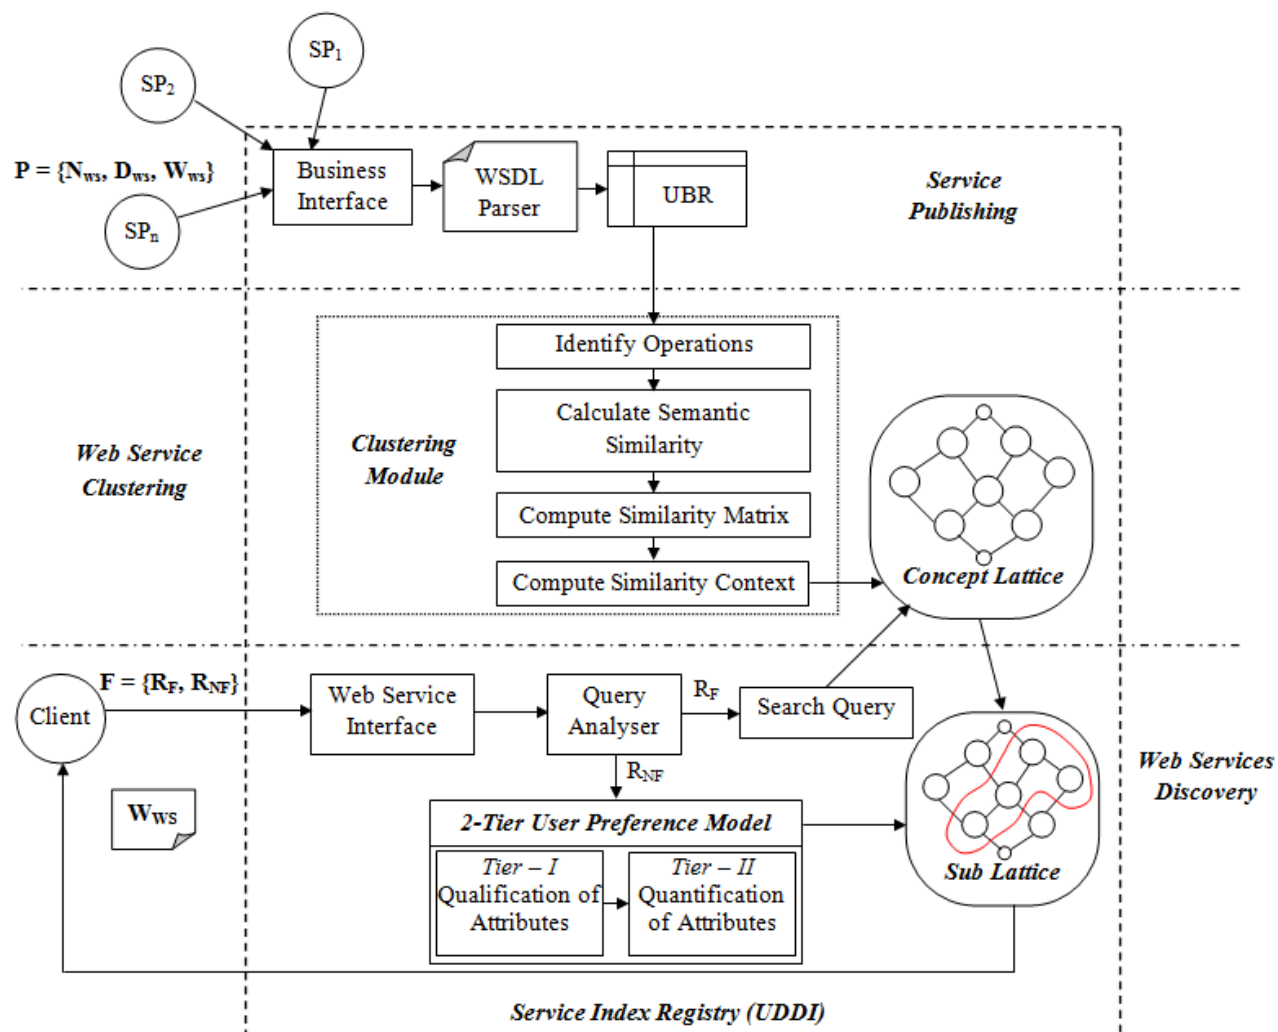 SP1
SP2
P = {Nws, Dws, Wws}
SPn
Business
Interface
WSDL
Parser
UBR
Service
Publishing
Identify Operations
Calculate Semantic
Similarity
Compute Similarity Matrix
Compute Similarity Context
Clustering
Module
Web Service
Clustering
Concept Lattice
F = {RF, RNF}
Client
Web Service
Interface
Query
Analyser
RF
Search Query
RNF
WWS
2-Tier User Preference Model
Tier – I
Qualification of
Attributes
Tier – II
Quantification
of Attributes
Sub Lattice
Web Services
Discovery
Service Index Registry (UDDI)